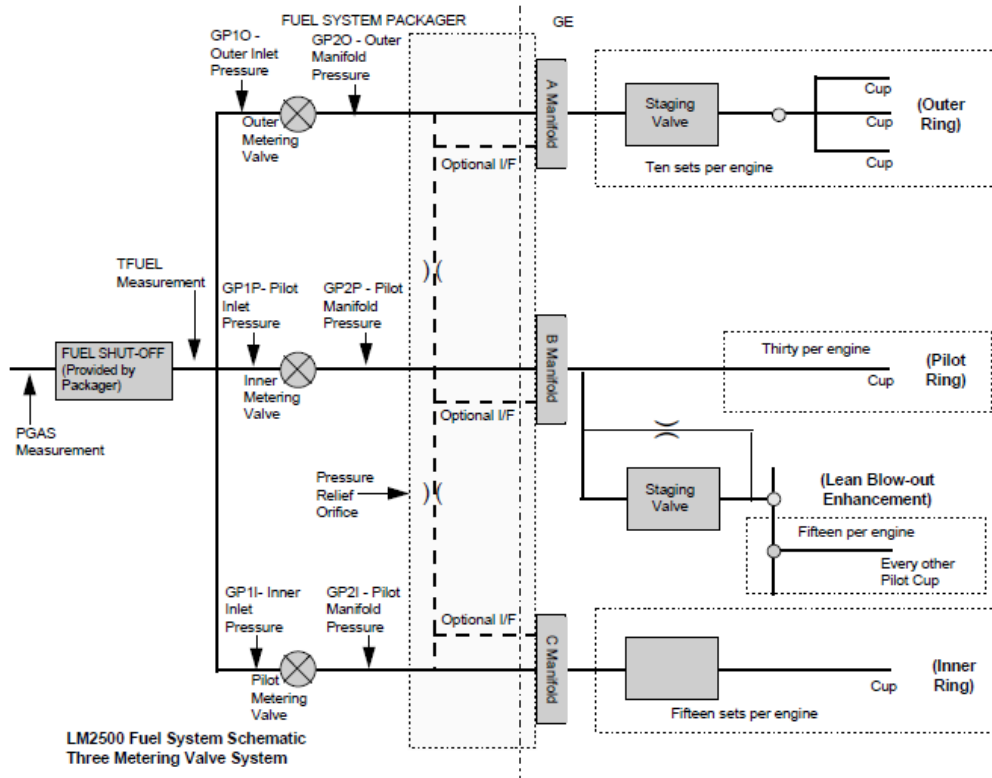 FUEL SYSTEM PACKAGER
GE
GP1O -
Outer Inlet
Pressure
GP2O - Outer
Manifold
Pressure
Outer
Metering
Valve
A Manifold
Optional I/F
Staging
Valve
Cup
Cup
Cup
(Outer
Ring)
Ten sets per engine
TFUEL
Measurement
GP1P- Pilot
Inlet
Pressure
GP2P - Pilot
Manifold
Pressure
)(
FUEL SHUT-OFF
(Provided by
Packager)
Inner
Metering
Valve
B Manifold
Optional I/F
Thirty per engine
Cup
(Pilot
Ring)
PGAS
Measurement
Pressure
Relief
Orifice
)(
Staging
Valve
(Lean Blow-out
Enhancement)
Fifteen per engine
Every other
Pilot Cup
GP1I- Inner
Inlet
Pressure
GP2I - Pilot
Manifold
Pressure
Optional I/F
C Manifold
Pilot
Metering
Valve
Cup
(Inner
Ring)
Fifteen sets per engine
LM2500 Fuel System Schematic
Three Metering Valve System